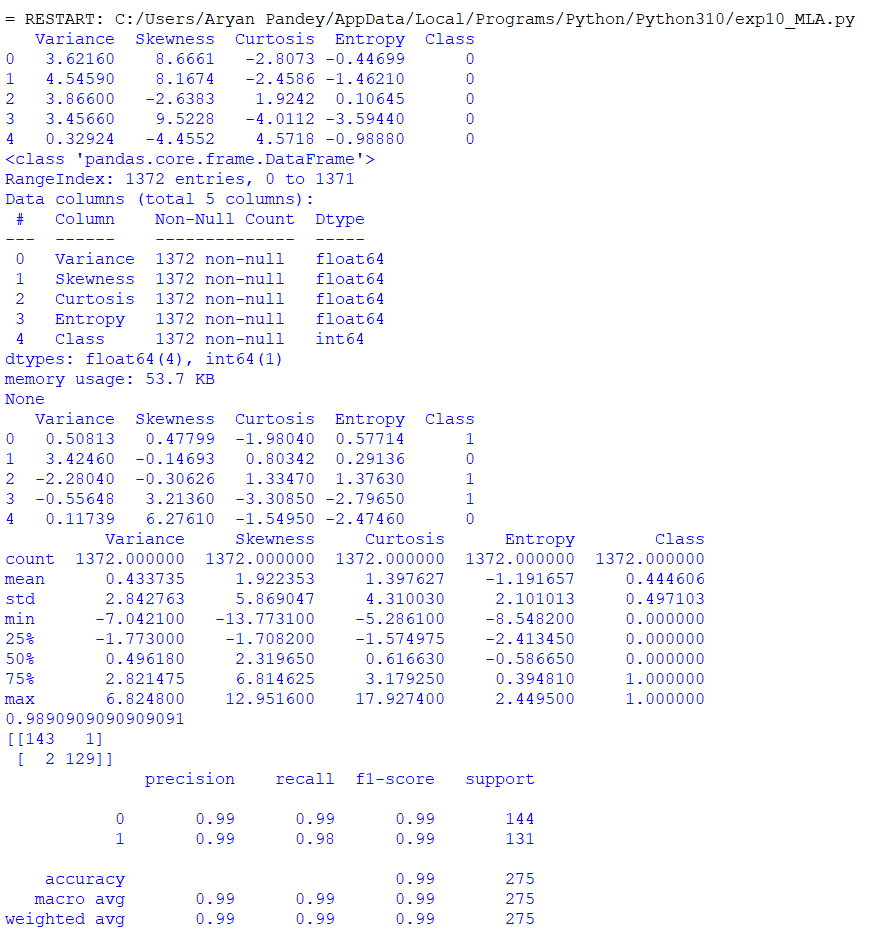 = RESTART: C:/Users/Aryan Pandey/AppData/Local/Programs/Python/Python310/exp10_MLA.py
   Variance  Skewness  Curtosis  Entropy  Class
0   3.62160    8.6661   -2.8073 -0.44699      0
1   4.54590    8.1674   -2.4586 -1.46210      0
2   3.86600   -2.6383    1.9242  0.10645      0
3   3.45660    9.5228   -4.0112 -3.59440      0
4   0.32924   -4.4552    4.5718 -0.98880      0
<class 'pandas.core.frame.DataFrame'>
RangeIndex: 1372 entries, 0 to 1371
Data columns (total 5 columns):
 #   Column    Non-Null Count  Dtype
---  ------    --------------  -----
 0   Variance  1372 non-null   float64
 1   Skewness  1372 non-null   float64
 2   Curtosis  1372 non-null   float64
 3   Entropy   1372 non-null   float64
 4   Class     1372 non-null   int64
dtypes: float64(4), int64(1)
memory usage: 53.7 KB
None
   Variance  Skewness  Curtosis  Entropy  Class
0   0.50813   0.47799  -1.98040  0.57714      1
1   3.42460  -0.14693   0.80342  0.29136      0
2  -2.28040  -0.30626   1.33470  1.37630      1
3  -0.55648   3.21360  -3.30850 -2.79650      1
4   0.11739   6.27610  -1.54950 -2.47460      0
          Variance     Skewness     Curtosis      Entropy        Class
count  1372.000000  1372.000000  1372.000000  1372.000000  1372.000000
mean      0.433735     1.922353     1.397627    -1.191657     0.444606
std       2.842763     5.869047     4.310030     2.101013     0.497103
min      -7.042100   -13.773100    -5.286100    -8.548200     0.000000
25%      -1.773000    -1.708200    -1.574975    -2.413450     0.000000
50%       0.496180     2.319650     0.616630    -0.586650     0.000000
75%       2.821475     6.814625     3.179250     0.394810     1.000000
max       6.824800    12.951600    17.927400     2.449500     1.000000
0.9890909090909091
[[143   1]
 [  2 129]]
              precision    recall  f1-score   support
           0       0.99      0.99      0.99       144
           1       0.99      0.98      0.99       131
    accuracy                           0.99       275
   macro avg       0.99      0.99      0.99       275
weighted avg       0.99      0.99      0.99       275